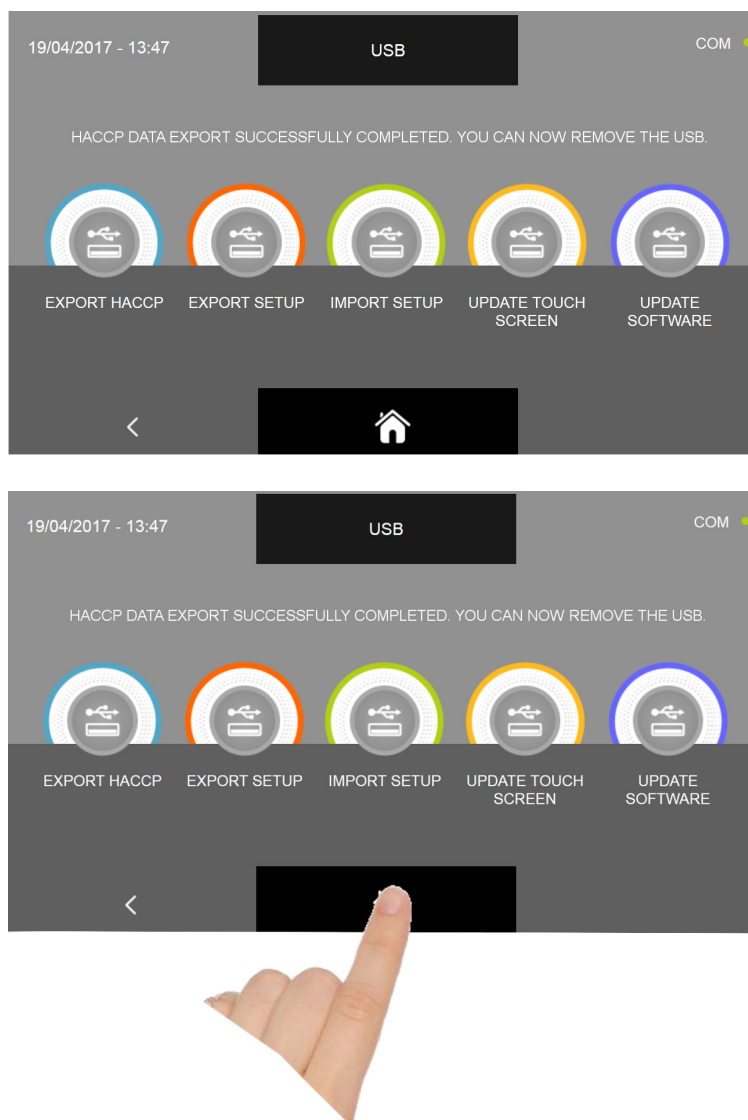 19/04/2017 - 13:47
USB
COM
HACCP DATA EXPORT SUCCESSFULLY COMPLETED. YOU CAN NOW REMOVE THE USB.
EXPORT HACCP
EXPORT SETUP
IMPORT SETUP
UPDATE TOUCH
SCREEN
UPDATE
SOFTWARE
19/04/2017 - 13:47
USB
COM
HACCP DATA EXPORT SUCCESSFULLY COMPLETED. YOU CAN NOW REMOVE THE USB.
EXPORT HACCP
EXPORT SETUP
IMPORT SETUP
UPDATE TOUCH
SCREEN
UPDATE
SOFTWARE